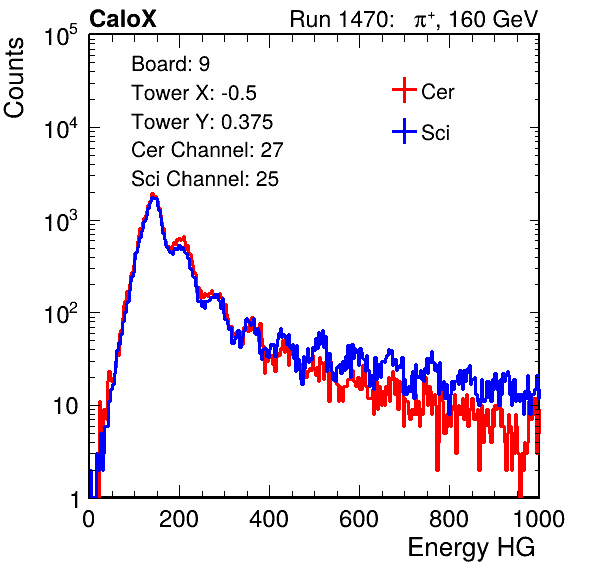 CaloX Run 1470: π⁺, 160 GeV
Counts
10⁵
10⁴
10³
10²
10
1
Board: 9
Tower X: -0.5
Tower Y: 0.375
Cer Channel: 27
Sci Channel: 25
Cer
Sci
0 200 400 600 800 1000
Energy HG